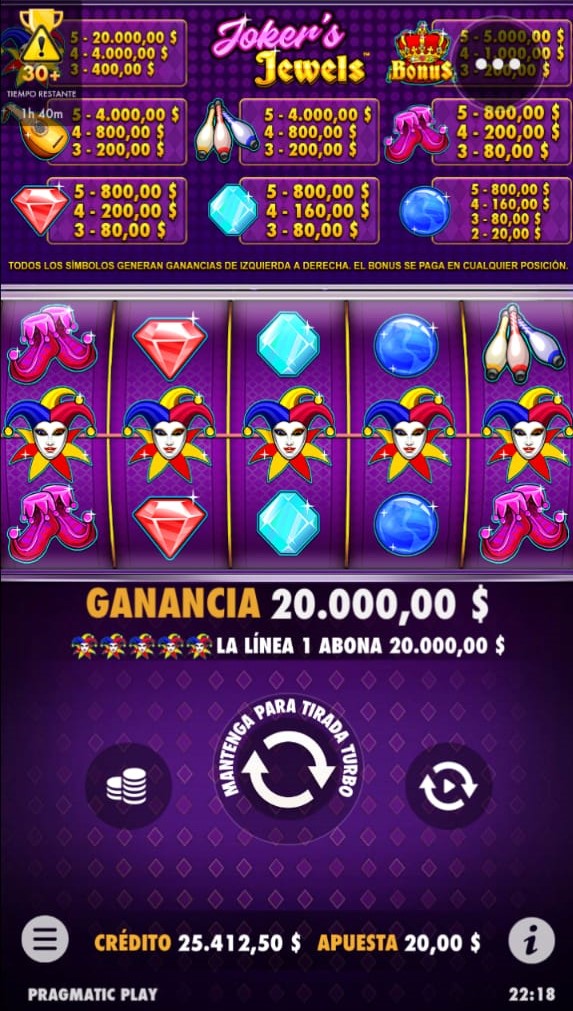 30+
TIEMPO RESTANTE
1h 40m
5 - 20.000,00 $
4 - 4.000,00 $
3 - 400,00 $
Joker's
Jewels™
BONUS
5 - 5.000,00 $
4 - 1.000,00 $
3 - 200,00 $
5 - 4.000,00 $
4 - 800,00 $
3 - 200,00 $
5 - 4.000,00 $
4 - 800,00 $
3 - 200,00 $
5 - 800,00 $
4 - 200,00 $
3 - 80,00 $
5 - 800,00 $
4 - 200,00 $
3 - 80,00 $
5 - 800,00 $
4 - 160,00 $
3 - 80,00 $
5 - 800,00 $
4 - 160,00 $
3 - 80,00 $
2 - 20,00 $
TODOS LOS SÍMBOLOS GENERAN GANANCIAS DE IZQUIERDA A DERECHA. EL BONUS SE PAGA EN CUALQUIER POSICIÓN.
GANANCIA 20.000,00 $
LA LÍNEA 1 ABONA 20.000,00 $
MANTENGA PARA TIRADA TURBO
CRÉDITO 25.412,50 $ APUESTA 20,00 $
PRAGMATIC PLAY
22:18